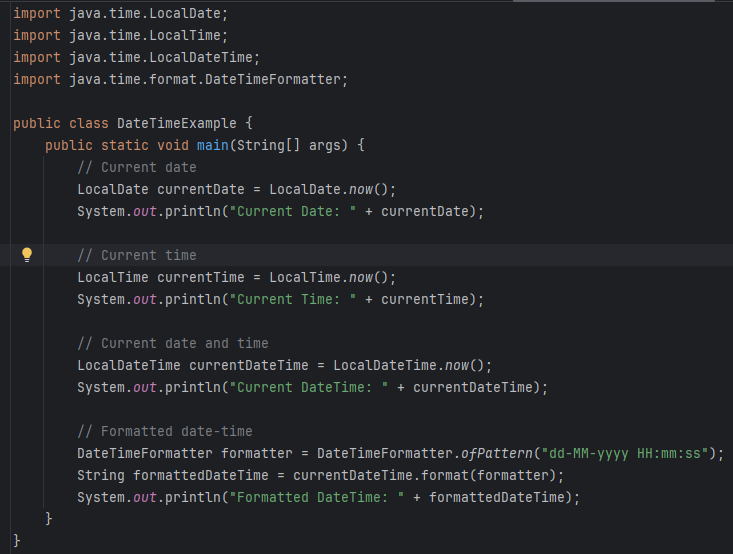 import java.time.LocalDate;
import java.time.LocalTime;
import java.time.LocalDateTime;
import java.time.format.DateTimeFormatter;

public class DateTimeExample {
    public static void main(String[] args) {
        // Current date
        LocalDate currentDate = LocalDate.now();
        System.out.println("Current Date: " + currentDate);

        // Current time
        LocalTime currentTime = LocalTime.now();
        System.out.println("Current Time: " + currentTime);

        // Current date and time
        LocalDateTime currentDateTime = LocalDateTime.now();
        System.out.println("Current DateTime: " + currentDateTime);

        // Formatted date-time
        DateTimeFormatter formatter = DateTimeFormatter.ofPattern("dd-MM-yyyy HH:mm:ss");
        String formattedDateTime = currentDateTime.format(formatter);
        System.out.println("Formatted DateTime: " + formattedDateTime);
    }
}